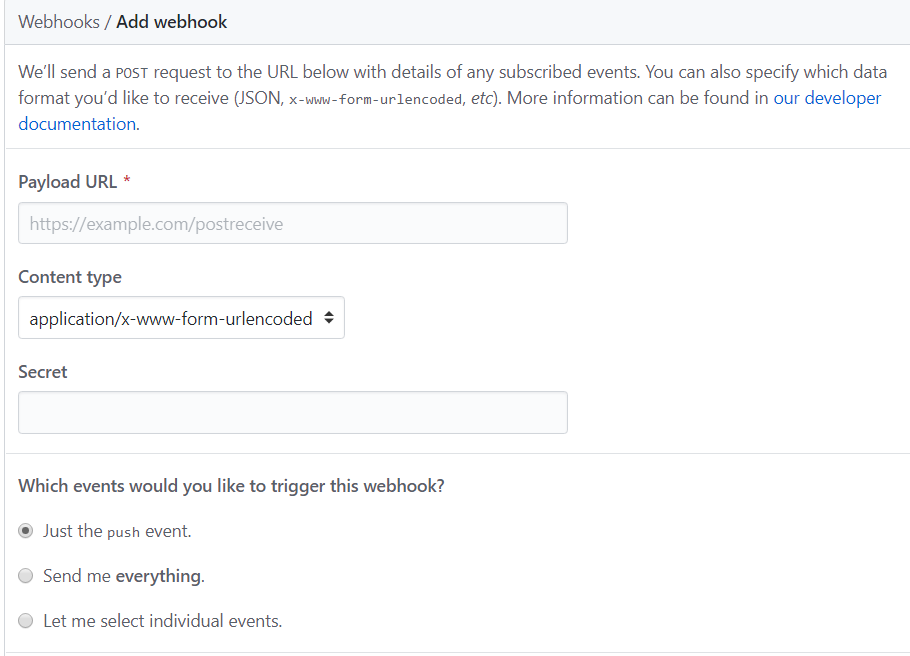 Webhooks / Add webhook
We’ll send a POST request to the URL below with details of any subscribed events. You can also specify which data
format you’d like to receive (JSON, x-www-form-urlencoded, etc). More information can be found in our developer
documentation.
Payload URL *
https://example.com/postreceive
Content type
application/x-www-form-urlencoded
Secret
Which events would you like to trigger this webhook?
Just the push event.
Send me everything.
Let me select individual events.